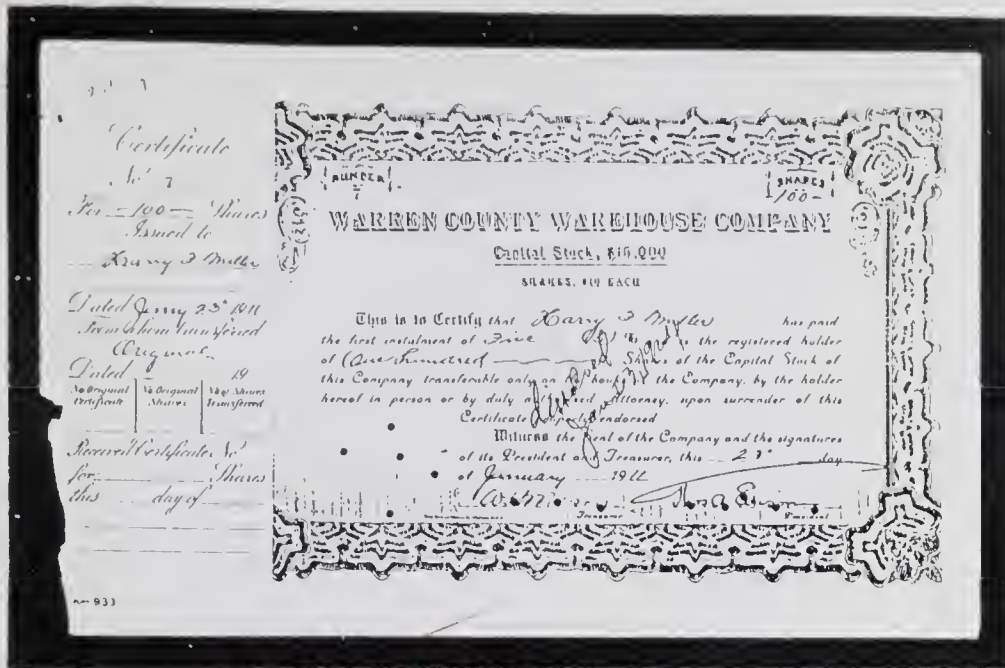 Certificate
No 7
For — 100 — Shares
Issued to
Harry F Miller
Dated Jany 23" 1911
From whom transferred
Original
Dated 19
No Original Certificate No Original Shares No of Shares Transferred
Received Certificate No
for Shares
this day of
NUMBER
7
SHARES
100-
WARREN COUNTY WAREHOUSE COMPANY
Capital Stock, $15,000
SHARES, $10 EACH
This is to Certify that Harry F Miller has paid
the first instalment of Five is the registered holder
of One Hundred Shares of the Capital Stock of
this Company transferable only on the books of the Company, by the holder
hereof in person or by duly authorized Attorney, upon surrender of this
Certificate properly endorsed
Witness the Seal of the Company and the signatures
of its President and Treasurer, this 23" day
of January 1911
Treasurer President
933